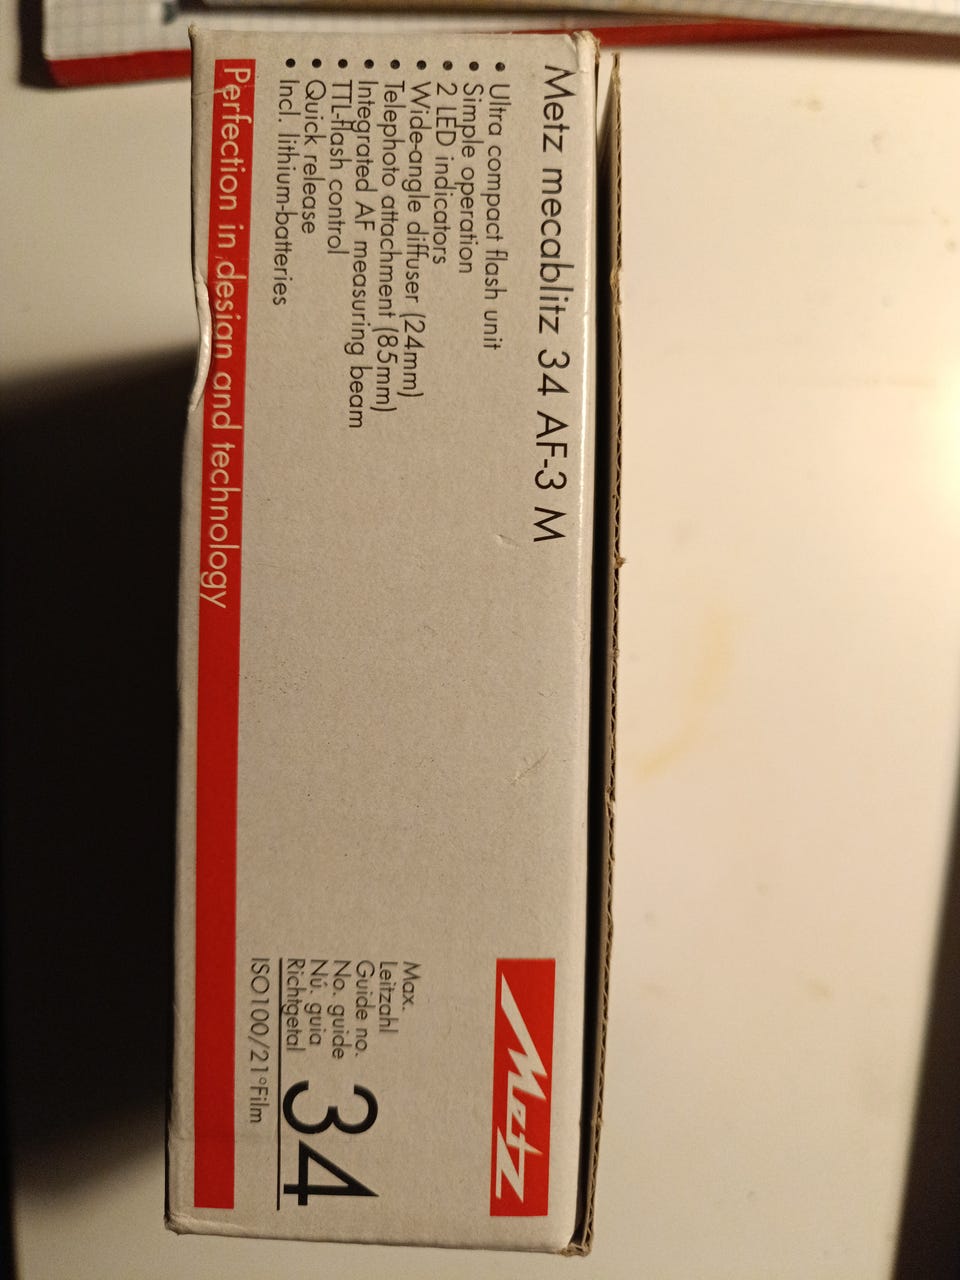 Metz mecablitz 34 AF-3 M
• Ultra compact flash unit
• Simple operation
• 2 LED indicators
• Wide-angle diffuser (24mm)
• Telephoto attachment (85mm)
• Integrated AF measuring beam
• TTL-flash control
• Quick release
• Incl. lithium-batteries
Perfection in design and technology
Metz
Max.
Leitzahl
Guide no.
No. guide
Nú. guia
Richtgetal
34
ISO100/21°Film